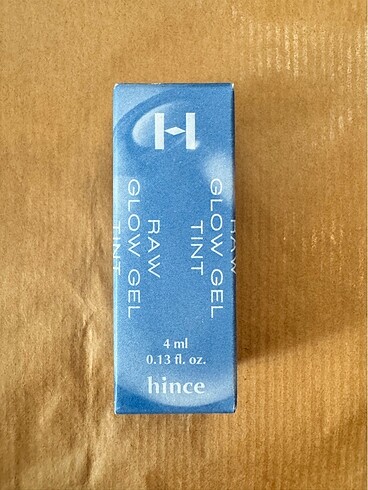 H
RAW
GLOW GEL
TINT
RAW
GLOW GEL
TINT
4 ml
0.13 fl. oz.
hince